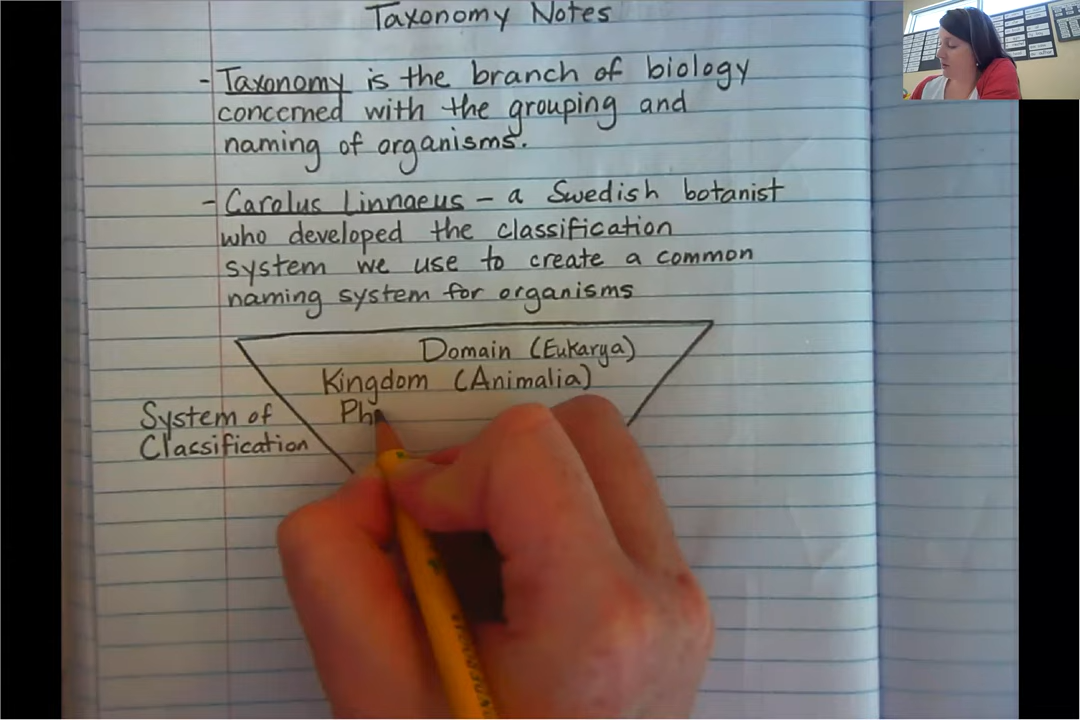 Taxonomy Notes
- Taxonomy is the branch of biology
concerned with the grouping and
naming of organisms.
- Carolus Linnaeus - a Swedish botanist
who developed the classification
system we use to create a common
naming system for organisms
Domain (Eukarya)
Kingdom (Animalia)
Ph
System of
Classification